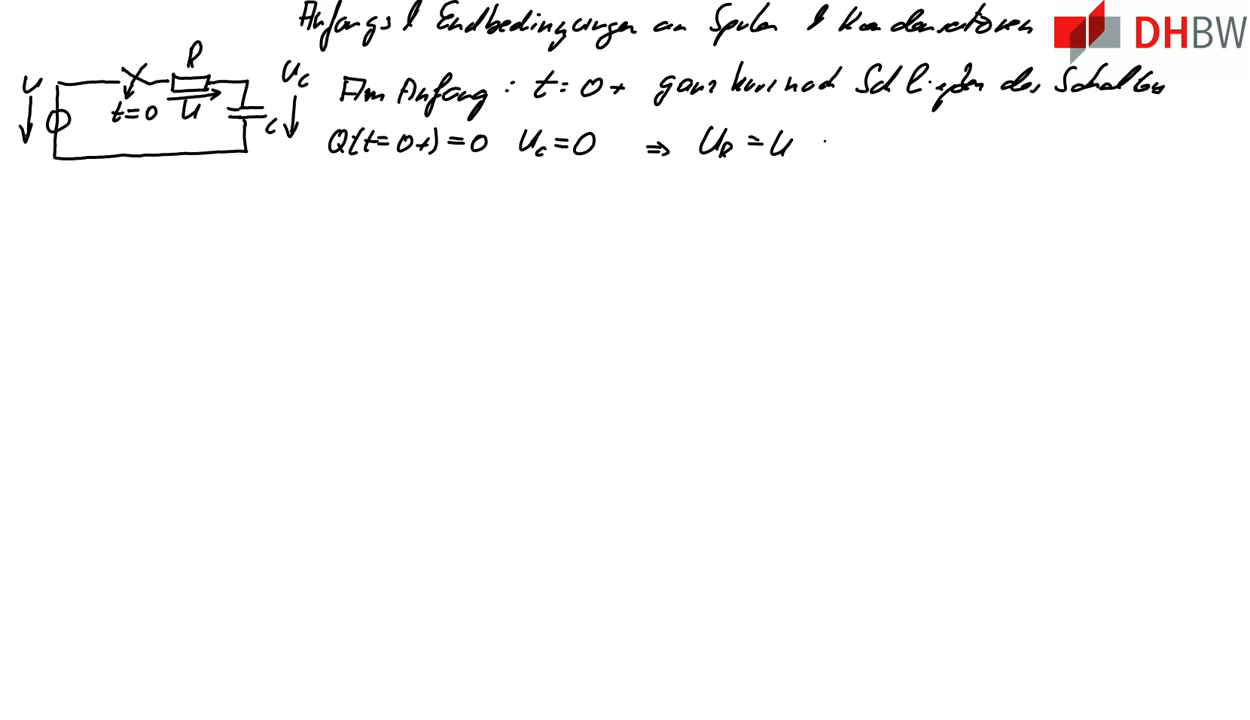 Anfangs & Endbedingungen an Spulen & Kondensatoren
DHBW
U
R
t=0
U
C
U_C
Am Anfang: t=0+ ganz kurz nach Schließen des Schalters
Q(t=0+)=0 U_C=0 ⇒ U_R=U